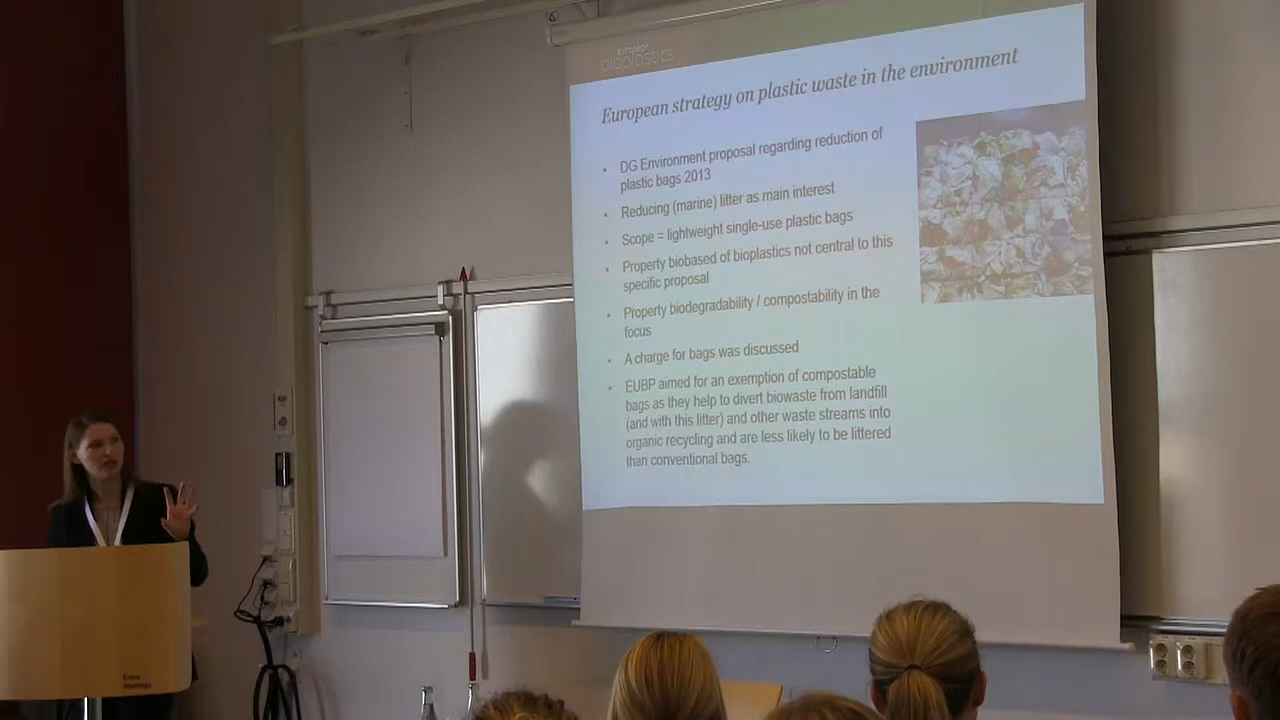 european
bioplastics
European strategy on plastic waste in the environment
• DG Environment proposal regarding reduction of
plastic bags 2013
• Reducing (marine) litter as main interest
• Scope = lightweight single-use plastic bags
• Property biobased of bioplastics not central to this
specific proposal
• Property biodegradability / compostability in the
focus
• A charge for bags was discussed
• EUBP aimed for an exemption of compostable
bags as they help to divert biowaste from landfill
(and with this litter) and other waste streams into
organic recycling and are less likely to be littered
than conventional bags.
Meetings